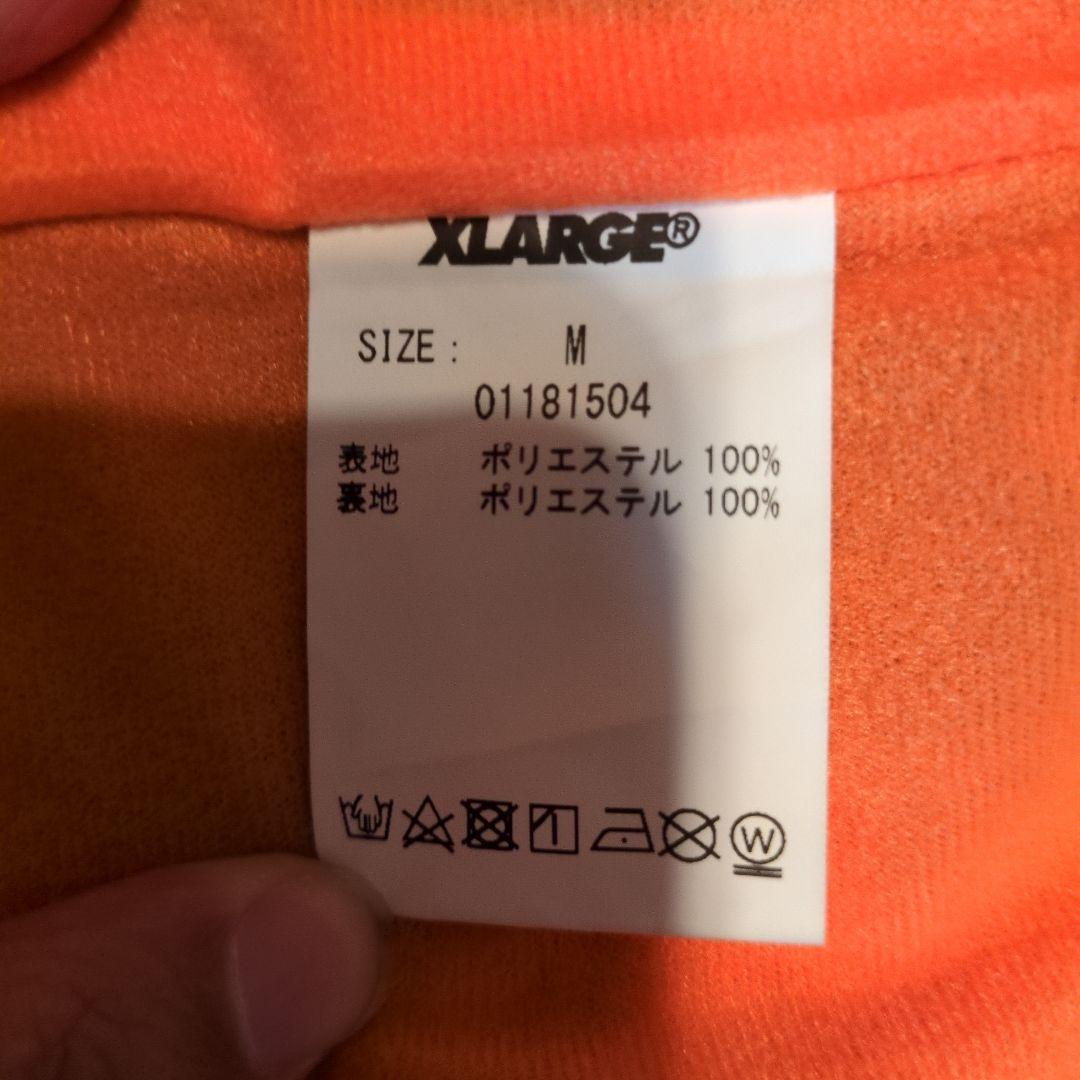 XLARGE®
SIZE: M
01181504
表地 ポリエステル 100%
裏地 ポリエステル 100%
W